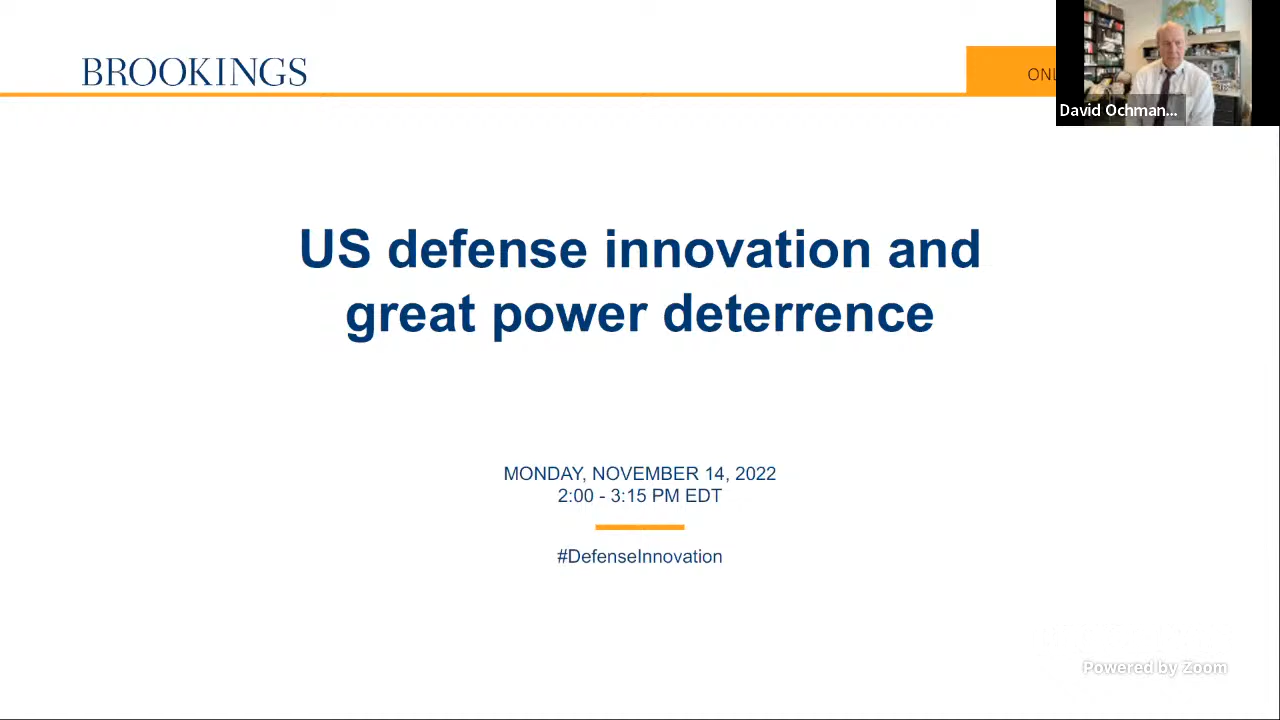 BROOKINGS
ONL
David Ochman...
US defense innovation and
great power deterrence
MONDAY, NOVEMBER 14, 2022
2:00 - 3:15 PM EDT
#DefenseInnovation
Powered by Zoom